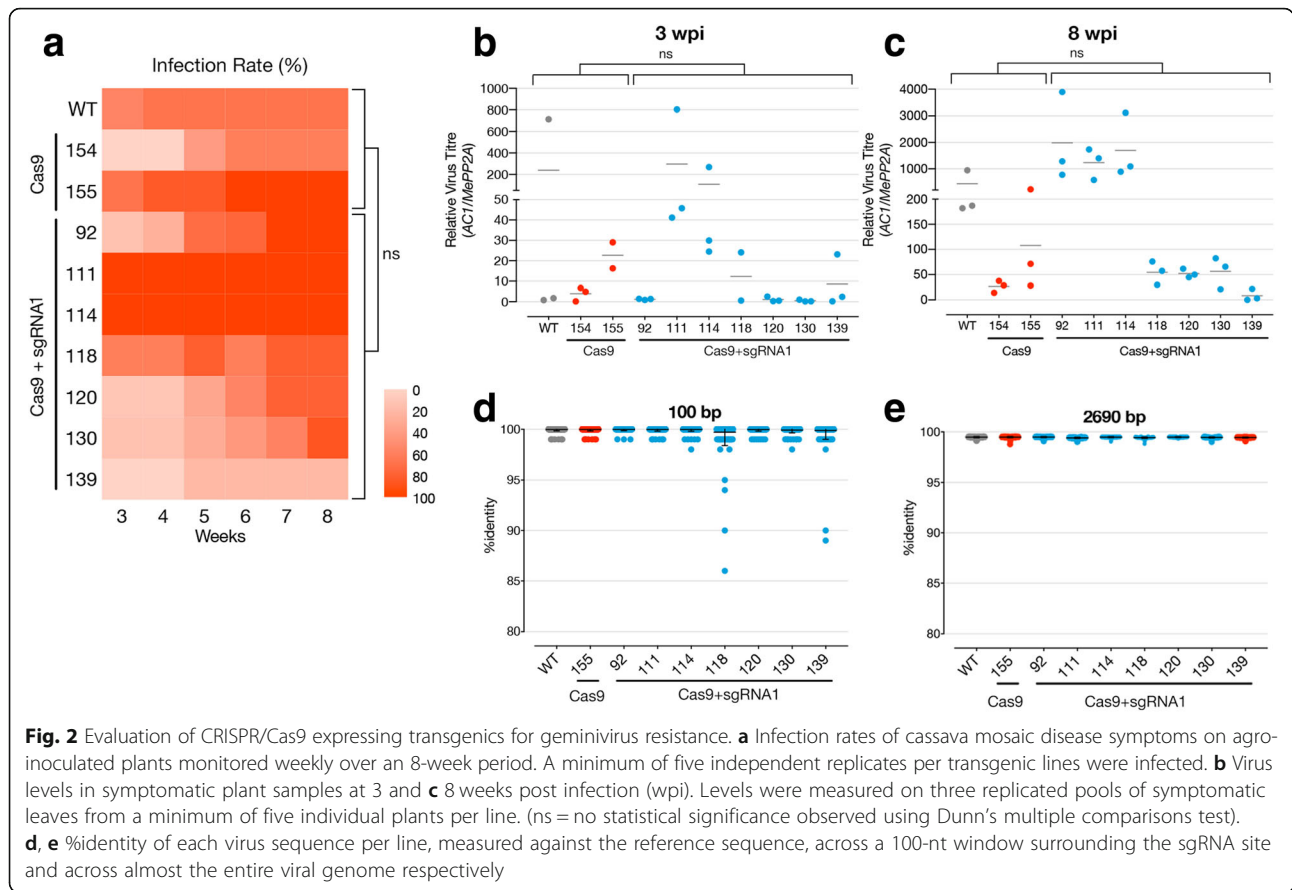 a
Infection Rate (%)
WT
154
155
92
111
114
118
120
130
139
Cas9
Cas9 + sgRNA1
ns
0
20
40
60
80
100
3 4 5 6 7 8
Weeks
b
3 wpi
ns
Relative Virus Titre
(AC1/MePP2A)
1000
800
600
400
200
50
40
30
20
10
0
WT 154 155 92 111 114 118 120 130 139
Cas9 Cas9+sgRNA1
c
8 wpi
ns
Relative Virus Titre
(AC1/MePP2A)
4000
3000
2000
1000
200
150
100
50
0
WT 154 155 92 111 114 118 120 130 139
Cas9 Cas9+sgRNA1
d
100 bp
%identity
100
95
90
85
80
WT 155 92 111 114 118 120 130 139
Cas9 Cas9+sgRNA1
e
2690 bp
%identity
100
95
90
85
80
WT 155 92 111 114 118 120 130 139
Cas9 Cas9+sgRNA1
Fig. 2 Evaluation of CRISPR/Cas9 expressing transgenics for geminivirus resistance. a Infection rates of cassava mosaic disease symptoms on agro-
inoculated plants monitored weekly over an 8-week period. A minimum of five independent replicates per transgenic lines were infected. b Virus
levels in symptomatic plant samples at 3 and c 8 weeks post infection (wpi). Levels were measured on three replicated pools of symptomatic
leaves from a minimum of five individual plants per line. (ns = no statistical significance observed using Dunn's multiple comparisons test).
d, e %identity of each virus sequence per line, measured against the reference sequence, across a 100-nt window surrounding the sgRNA site
and across almost the entire viral genome respectively